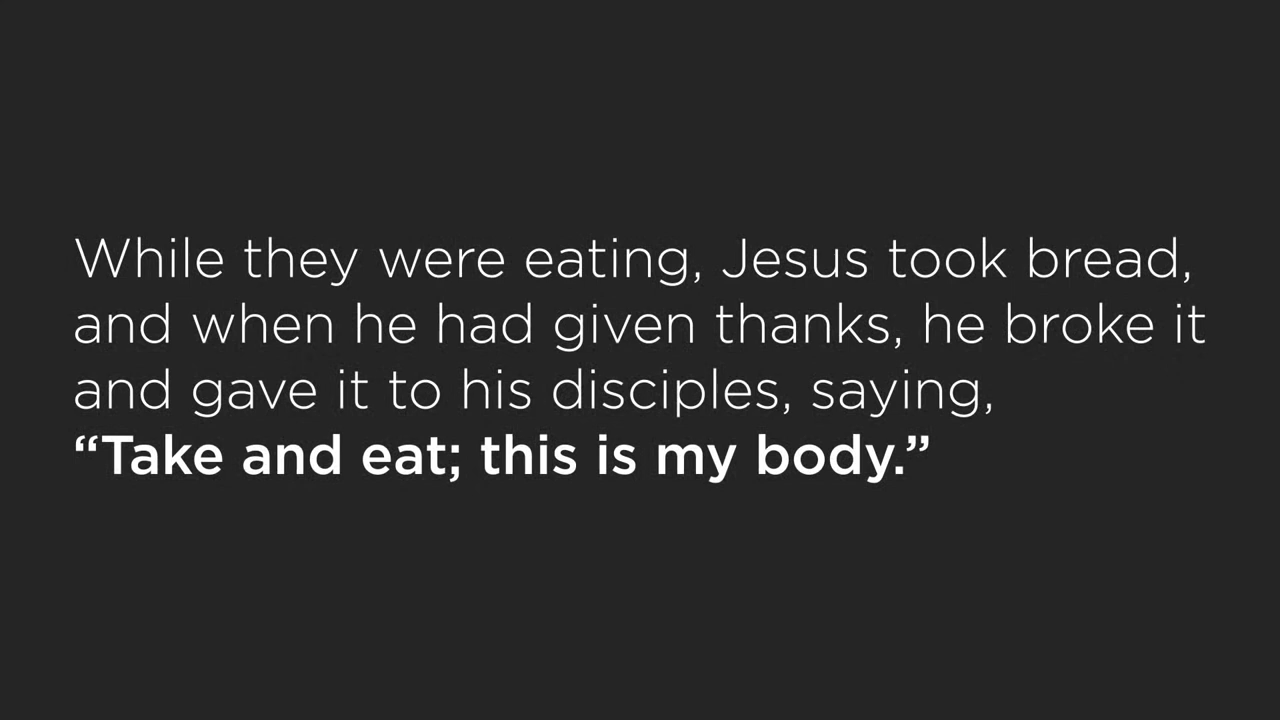 While they were eating, Jesus took bread,
and when he had given thanks, he broke it
and gave it to his disciples, saying,
“Take and eat; this is my body.”